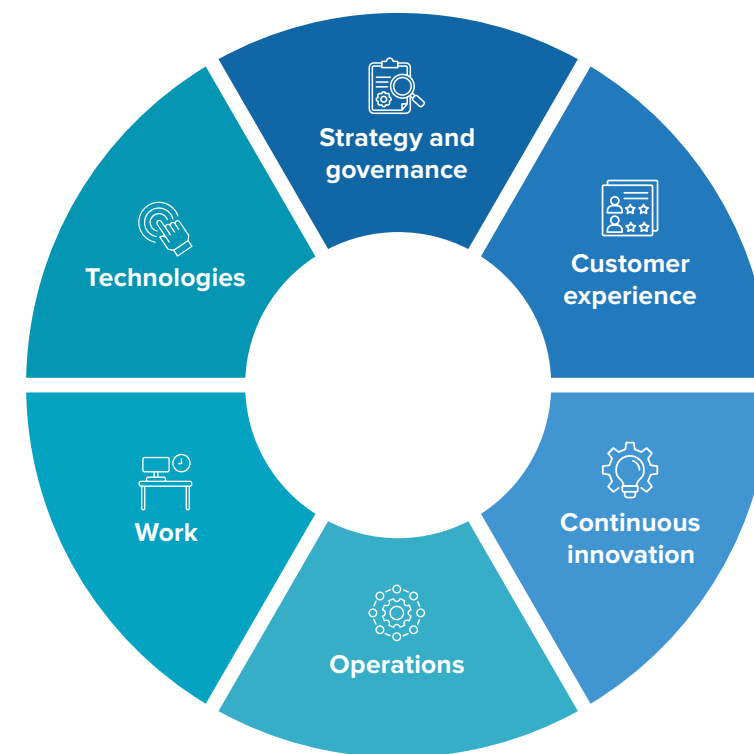 Strategy and
governance
Customer
experience
Continuous
innovation
Operations
Work
Technologies